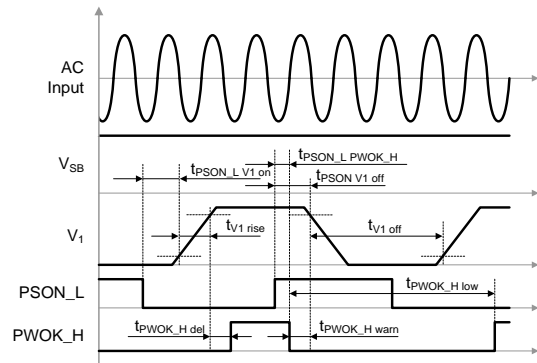 AC
Input
tPSON_L PWOK_H
VSB
tPSON_L V1 on
tPSON V1 off
V1
tV1 rise
tV1 off
PSON_L
tPWOK_H low
PWOK_H
tPWOK_H del
tPWOK_H warn